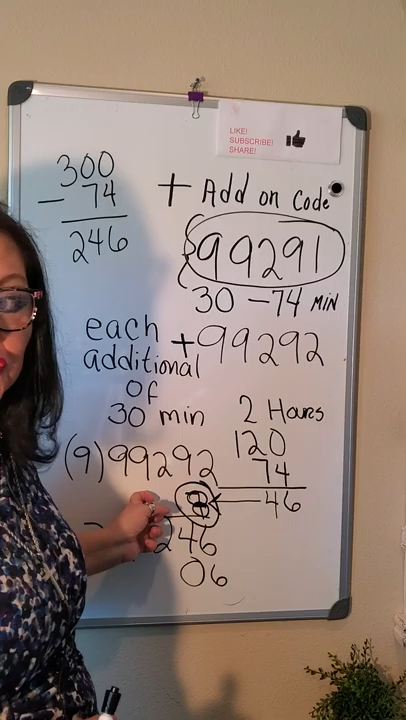 LIKE!
SUBSCRIBE!
SHARE!
300
- 74
246
+ Add on Code
99291
30 - 74 MIN
each
additional
of
30 min
+99292
2 Hours
120
74
46
(9) 99292
246
06